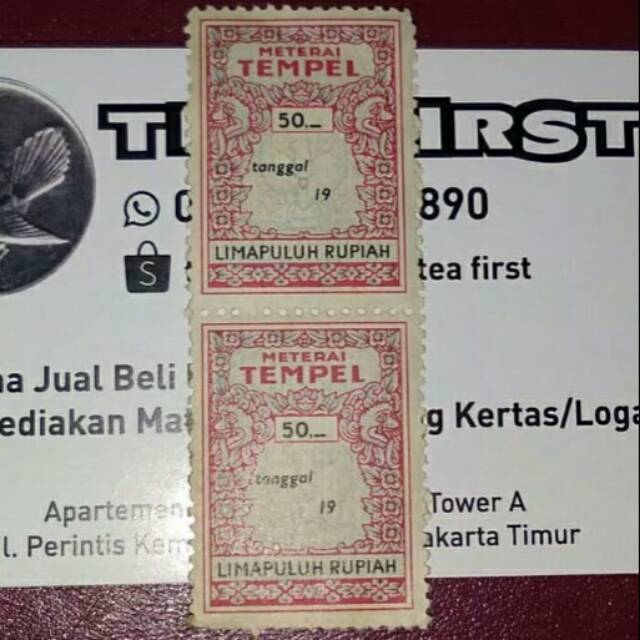 METERAI
TEMPEL
50.—
tanggal
19
LIMAPULUH RUPIAH
METERAI
TEMPEL
50.—
tanggal
19
LIMAPULUH RUPIAH
890
S
tea first
Jual Beli
Kertas/Loga
Tower A
l. Perintis
akarta Timur